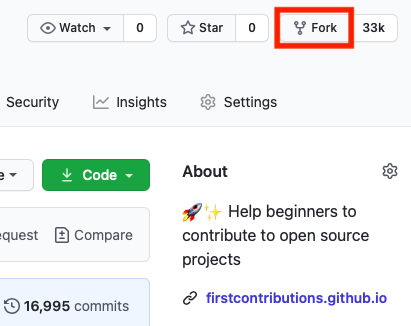 Watch 0 Star 0 Fork 33k
Security Insights Settings
Code About
🚀✨ Help beginners to
contribute to open source
projects
equest Compare
firstcontributions.github.io
16,995 commits